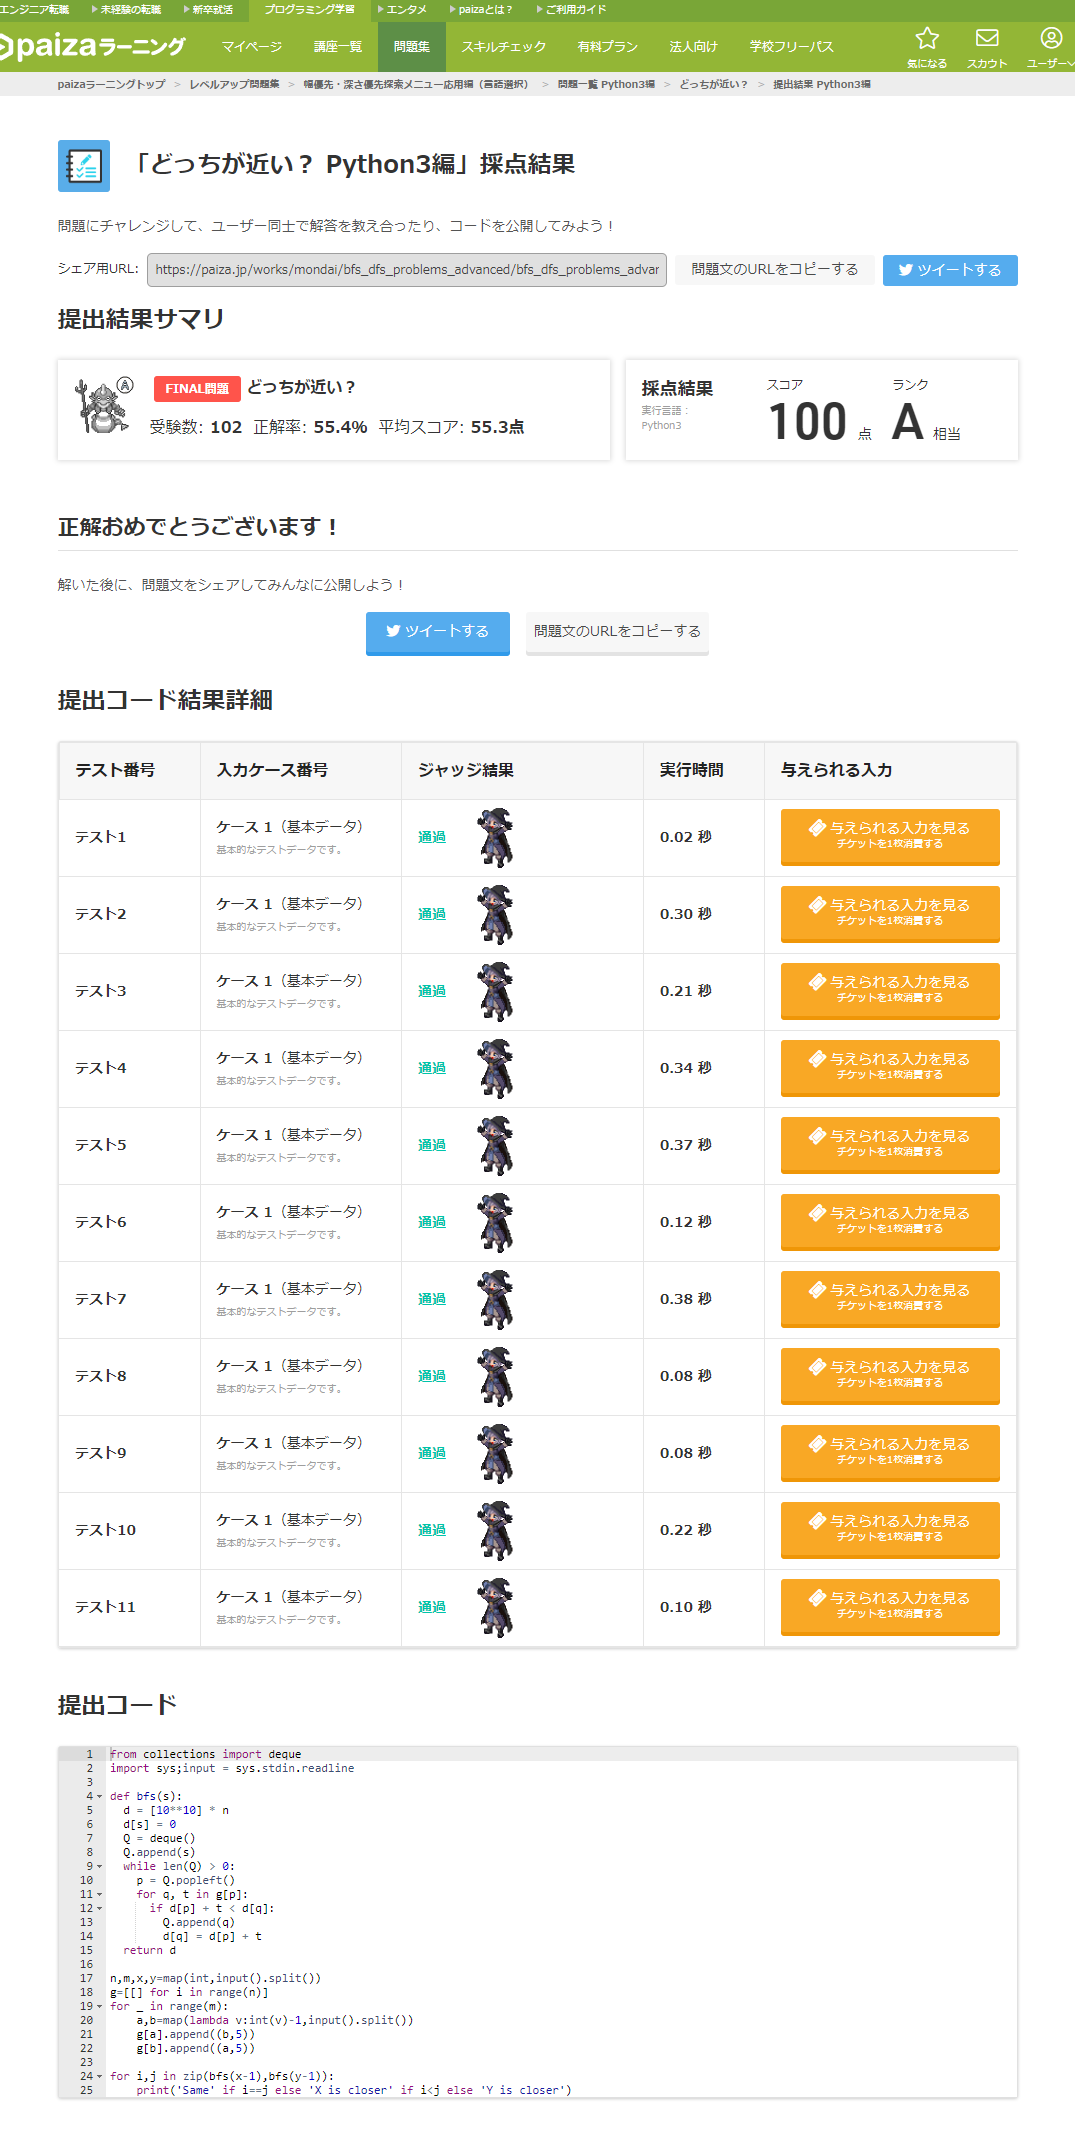 エンジニア転職 ▶未経験の転職 ▶新卒就活 プログラミング学習 ▶エンタメ ▶paizaとは？ ▶ご利用ガイド
paizaラーニング マイページ 講座一覧 問題集 スキルチェック 有料プラン 法人向け 学校フリーパス 気になる スカウト ユーザー
paizaラーニングトップ > レベルアップ問題集 > 幅優先・深さ優先探索メニュー応用編（言語選択） > 問題一覧 Python3編 > どっちが近い？ > 提出結果 Python3編
「どっちが近い？ Python3編」採点結果
問題にチャレンジして、ユーザー同士で解答を教え合ったり、コードを公開してみよう！
シェア用URL: https://paiza.jp/works/mondai/bfs_dfs_problems_advanced/bfs_dfs_problems_advar 問題文のURLをコピーする ツイートする
提出結果サマリ
A FINAL問題 どっちが近い？
受験数: 102 正解率: 55.4% 平均スコア: 55.3点
採点結果 スコア ランク
実行言語：
Python3
100 点 A 相当
正解おめでとうございます！
解いた後に、問題文をシェアしてみんなに公開しよう！
ツイートする 問題文のURLをコピーする
提出コード結果詳細
テスト番号 入力ケース番号 ジャッジ結果 実行時間 与えられる入力
テスト1 ケース 1（基本データ） 通過 0.02 秒 与えられる入力を見る
基本的なテストデータです。 チケットを1枚消費する
テスト2 ケース 1（基本データ） 通過 0.30 秒 与えられる入力を見る
基本的なテストデータです。 チケットを1枚消費する
テスト3 ケース 1（基本データ） 通過 0.21 秒 与えられる入力を見る
基本的なテストデータです。 チケットを1枚消費する
テスト4 ケース 1（基本データ） 通過 0.34 秒 与えられる入力を見る
基本的なテストデータです。 チケットを1枚消費する
テスト5 ケース 1（基本データ） 通過 0.37 秒 与えられる入力を見る
基本的なテストデータです。 チケットを1枚消費する
テスト6 ケース 1（基本データ） 通過 0.12 秒 与えられる入力を見る
基本的なテストデータです。 チケットを1枚消費する
テスト7 ケース 1（基本データ） 通過 0.38 秒 与えられる入力を見る
基本的なテストデータです。 チケットを1枚消費する
テスト8 ケース 1（基本データ） 通過 0.08 秒 与えられる入力を見る
基本的なテストデータです。 チケットを1枚消費する
テスト9 ケース 1（基本データ） 通過 0.08 秒 与えられる入力を見る
基本的なテストデータです。 チケットを1枚消費する
テスト10 ケース 1（基本データ） 通過 0.22 秒 与えられる入力を見る
基本的なテストデータです。 チケットを1枚消費する
テスト11 ケース 1（基本データ） 通過 0.10 秒 与えられる入力を見る
基本的なテストデータです。 チケットを1枚消費する
提出コード
1 from collections import deque
2 import sys;input = sys.stdin.readline
3
4 def bfs(s):
5   d = [10**10] * n
6   d[s] = 0
7   Q = deque()
8   Q.append(s)
9   while len(Q) > 0:
10     p = Q.popleft()
11     for q, t in g[p]:
12       if d[p] + t < d[q]:
13         Q.append(q)
14         d[q] = d[p] + t
15   return d
16
17 n,m,x,y=map(int,input().split())
18 g=[[] for i in range(n)]
19 for _ in range(m):
20     a,b=map(lambda v:int(v)-1,input().split())
21     g[a].append((b,5))
22     g[b].append((a,5))
23
24 for i,j in zip(bfs(x-1),bfs(y-1)):
25     print('Same' if i==j else 'X is closer' if i<j else 'Y is closer')